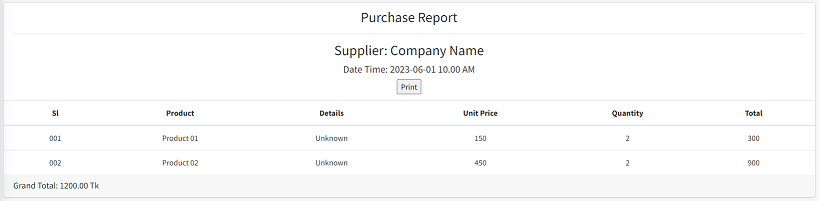 Purchase Report
Supplier: Company Name
Date Time: 2023-06-01 10.00 AM
Print
Sl Product Details Unit Price Quantity Total
001 Product 01 Unknown 150 2 300
002 Product 02 Unknown 450 2 900
Grand Total: 1200.00 Tk